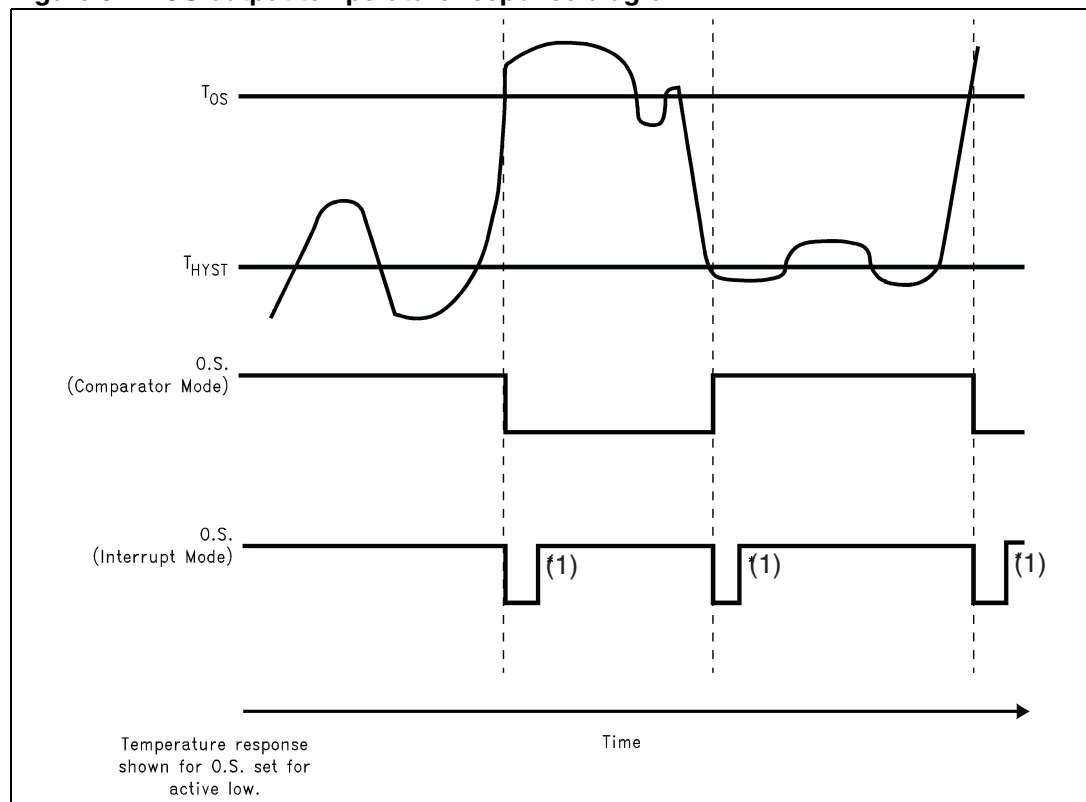 T_OS
T_HYST
O.S.
(Comparator Mode)
O.S.
(Interrupt Mode)
*(1)
*(1)
*(1)
Time
Temperature response
shown for O.S. set for
active low.